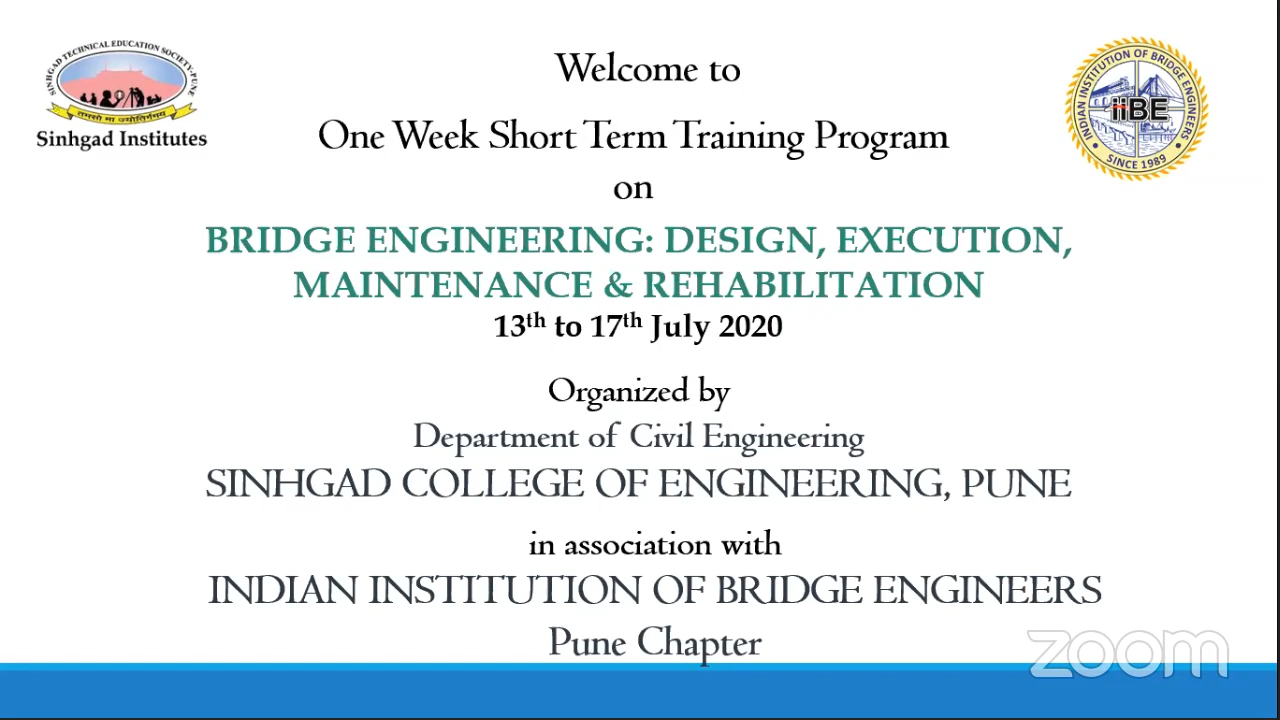 SINHGAD TECHNICAL EDUCATION SOCIETY-PUNE
तमसो मा ज्योतिर्गमय
Sinhgad Institutes
INDIAN INSTITUTION OF BRIDGE ENGINEERS
iiBE
SINCE 1989
Welcome to
One Week Short Term Training Program
on
BRIDGE ENGINEERING: DESIGN, EXECUTION,
MAINTENANCE & REHABILITATION
13th to 17th July 2020
Organized by
Department of Civil Engineering
SINHGAD COLLEGE OF ENGINEERING, PUNE
in association with
INDIAN INSTITUTION OF BRIDGE ENGINEERS
Pune Chapter
zoom